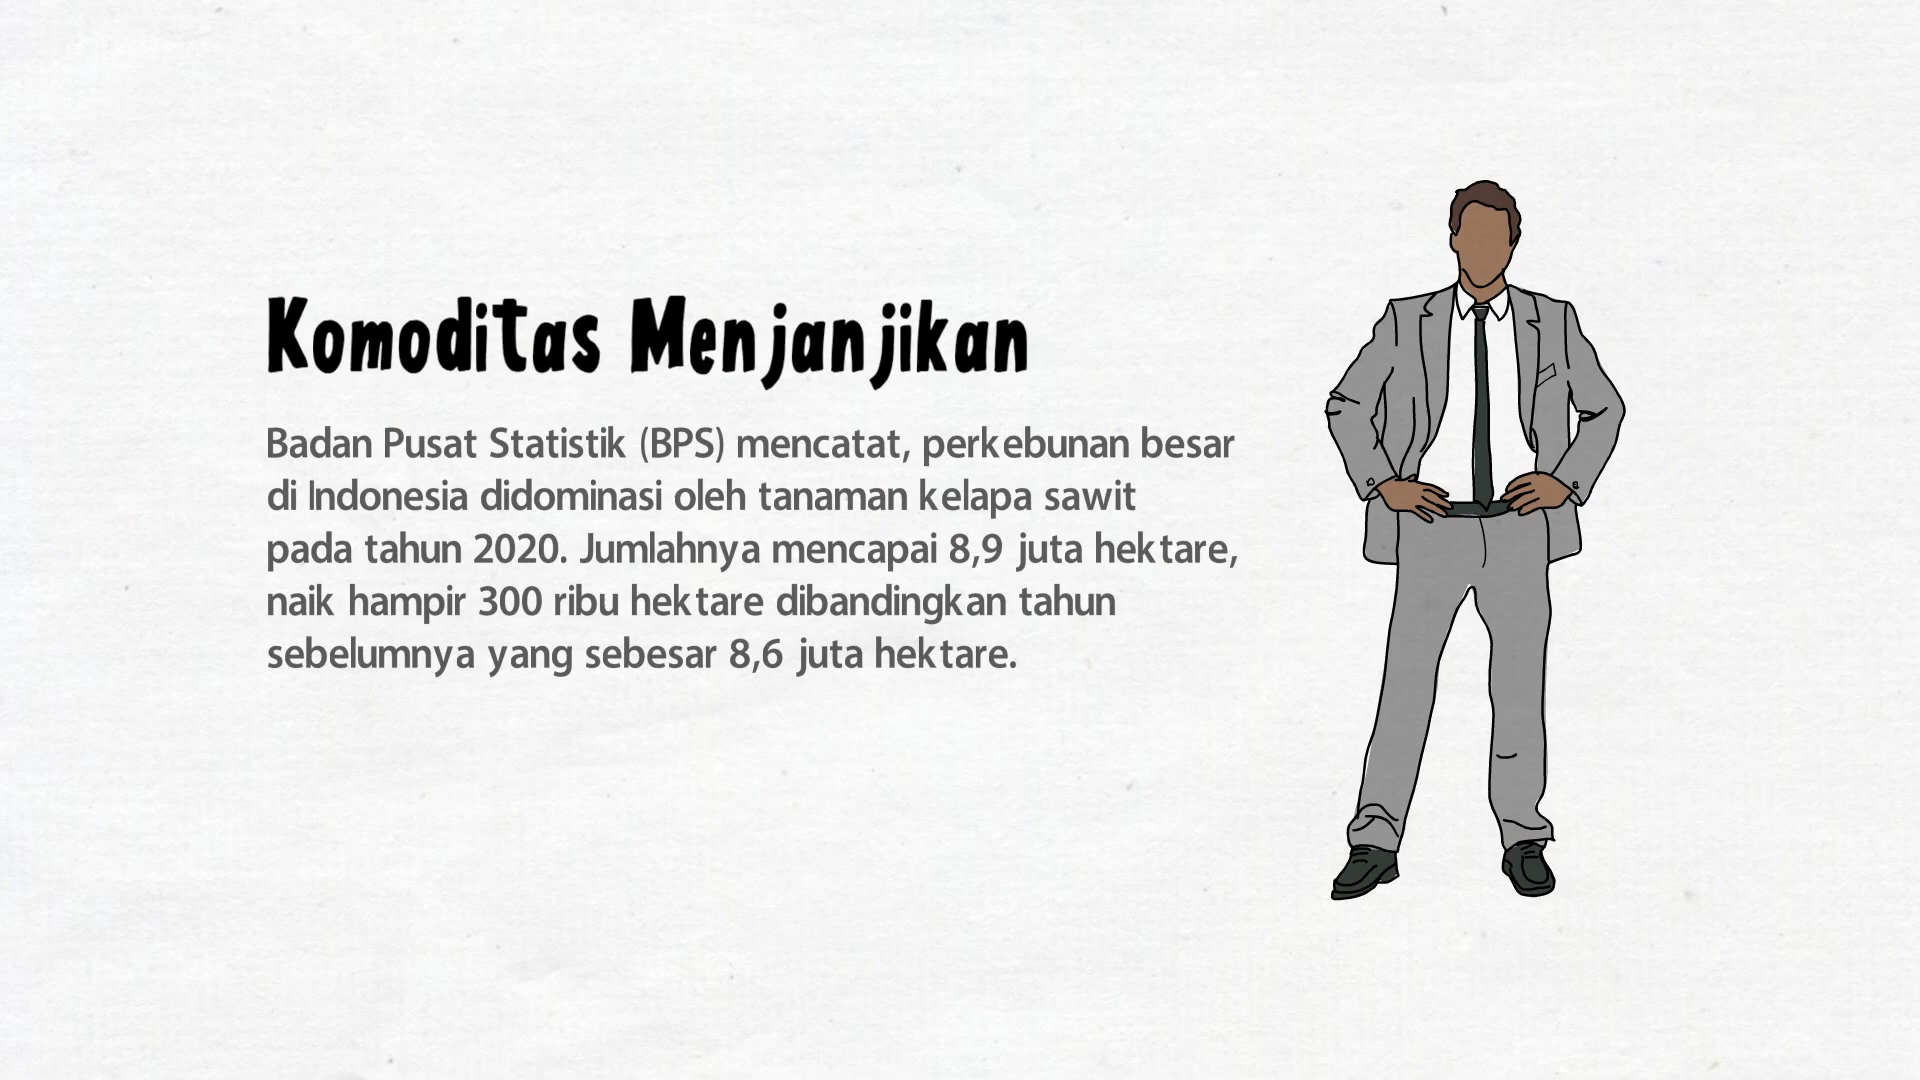 Komoditas Menjanjikan
Badan Pusat Statistik (BPS) mencatat, perkebunan besar
di Indonesia didominasi oleh tanaman kelapa sawit
pada tahun 2020. Jumlahnya mencapai 8,9 juta hektare,
naik hampir 300 ribu hektare dibandingkan tahun
sebelumnya yang sebesar 8,6 juta hektare.